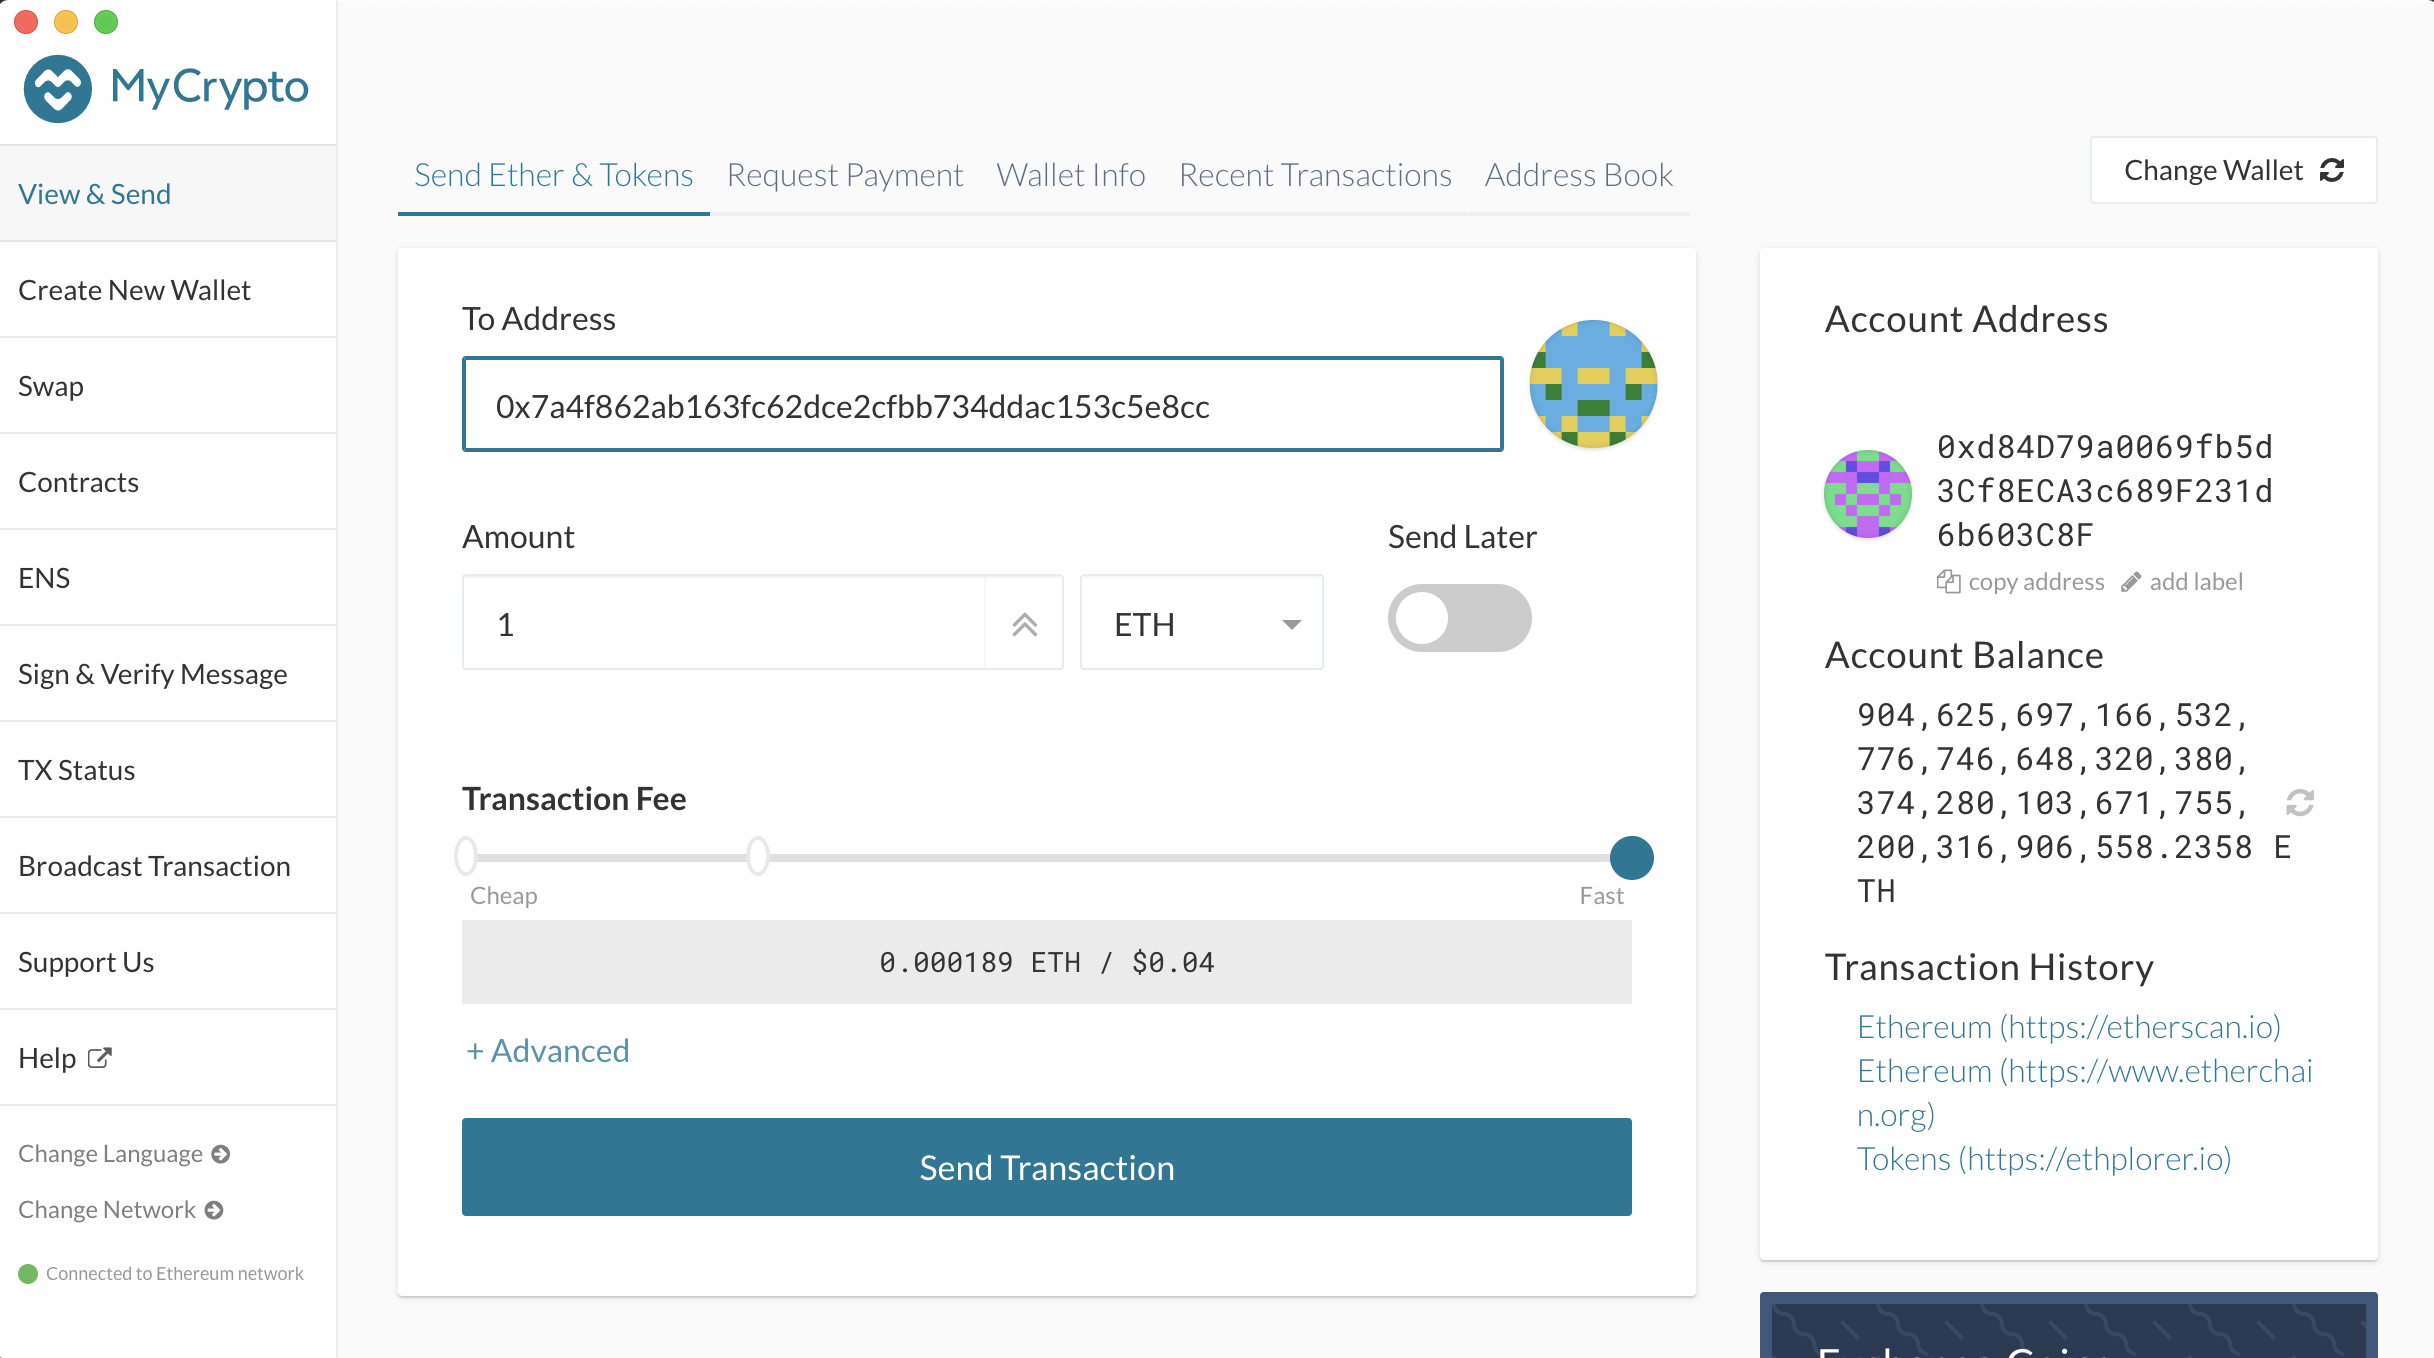 MyCrypto
View & Send
Create New Wallet
Swap
Contracts
ENS
Sign & Verify Message
TX Status
Broadcast Transaction
Support Us
Help
Change Language
Change Network
Connected to Ethereum network
Send Ether & Tokens
Request Payment
Wallet Info
Recent Transactions
Address Book
Change Wallet
To Address
0x7a4f862ab163fc62dce2cfbb734ddac153c5e8cc
Amount
Send Later
1
ETH
Transaction Fee
Cheap
Fast
0.000189 ETH / $0.04
+ Advanced
Send Transaction
Account Address
0xd84D79a0069fb5d
3Cf8ECA3c689F231d
6b603C8F
copy address
add label
Account Balance
904,625,697,166,532,
776,746,648,320,380,
374,280,103,671,755,
200,316,906,558.2358 E
TH
Transaction History
Ethereum (https://etherscan.io)
Ethereum (https://www.etherchai
n.org)
Tokens (https://ethplorer.io)